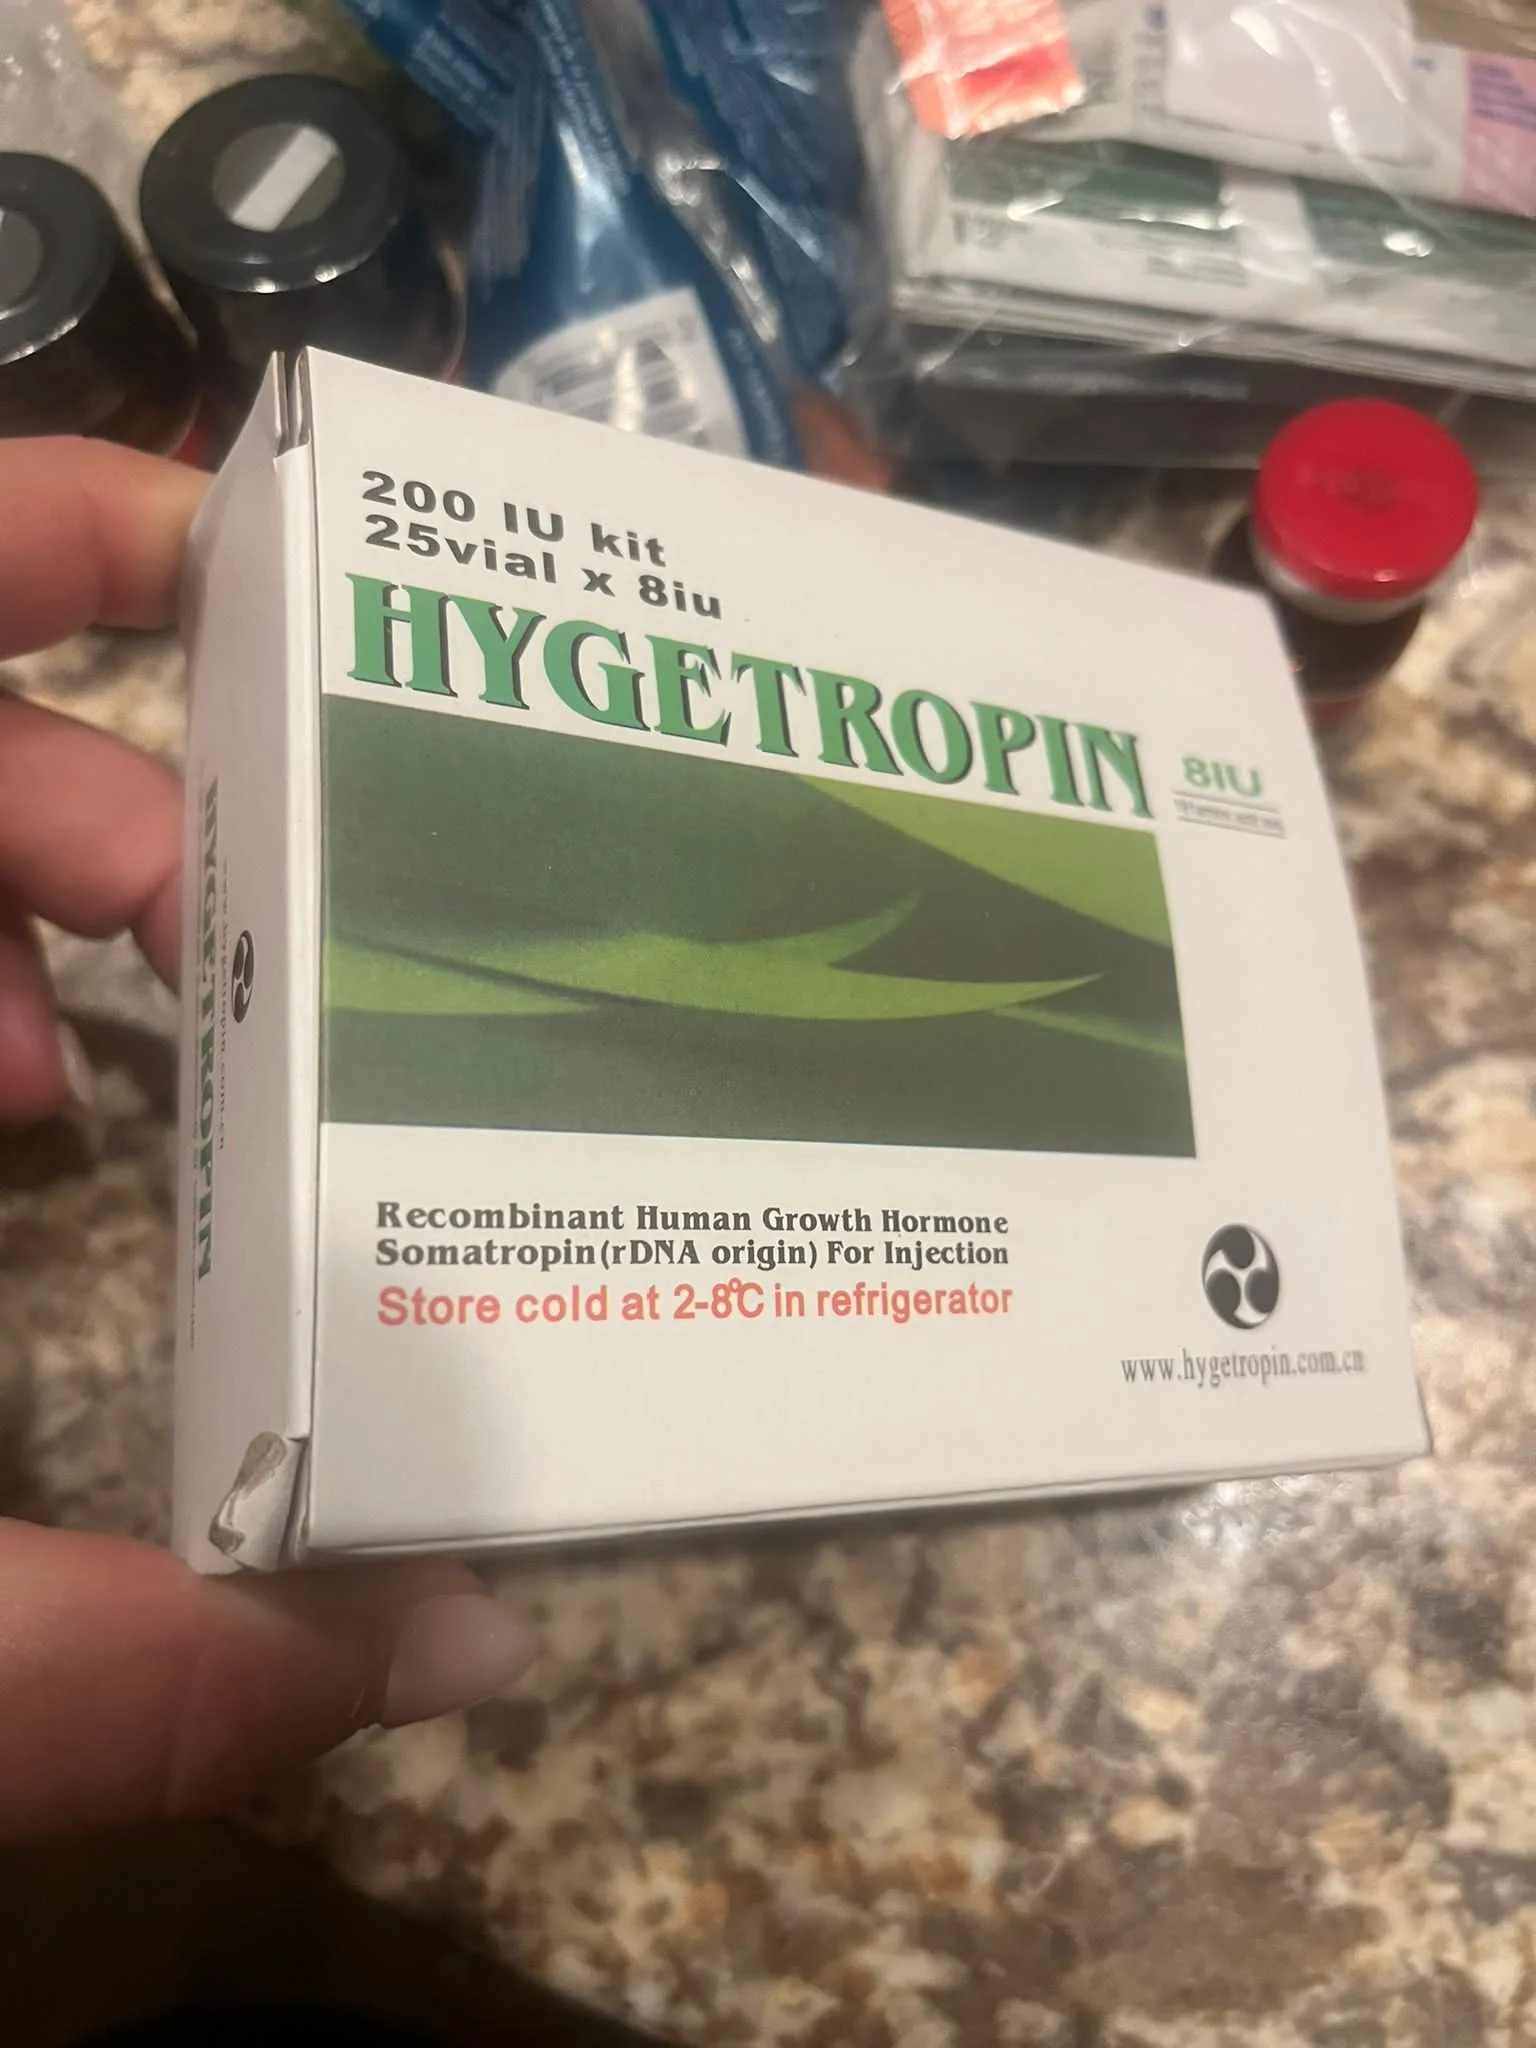 200 IU kit
25vial x 8iu
HYGETROPIN
8IU
Recombinant Human Growth Hormone
Somatropin(rDNA origin) For Injection
Store cold at 2-8℃ in refrigerator
www.hygetropin.com.cn
HYGETROPIN